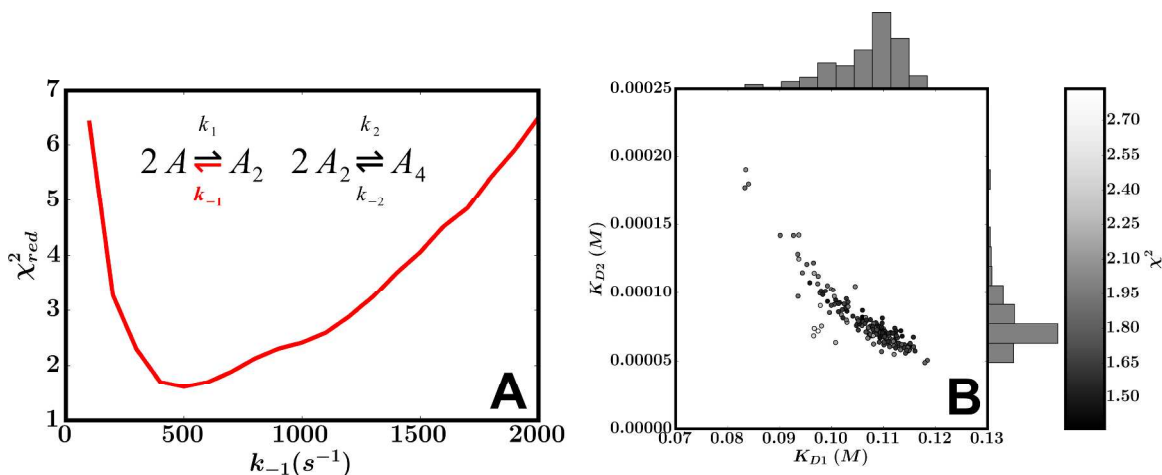 7
6
5
4
3
2
1
χ²red
k₁
k₂
2 A ⇌ A₂
2 A₂ ⇌ A₄
k₋₁
k₋₂
A
0
500
1000
1500
2000
k₋₁(s⁻¹)
0.00025
0.00020
0.00015
0.00010
0.00005
0.00000
K_D2 (M)
B
0.07
0.08
0.09
0.10
0.11
0.12
0.13
K_D1 (M)
2.70
2.55
2.40
2.25
2.10
1.95
1.80
1.65
1.50
χ²